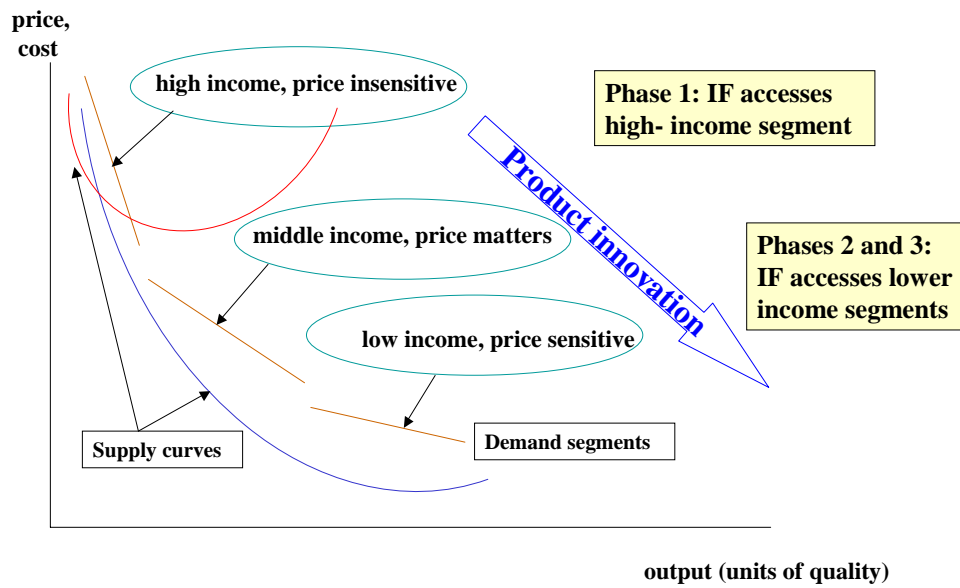 price,
cost
high income, price insensitive
Phase 1: IF accesses
high- income segment
Product innovation
middle income, price matters
Phases 2 and 3:
IF accesses lower
income segments
low income, price sensitive
Supply curves
Demand segments
output (units of quality)